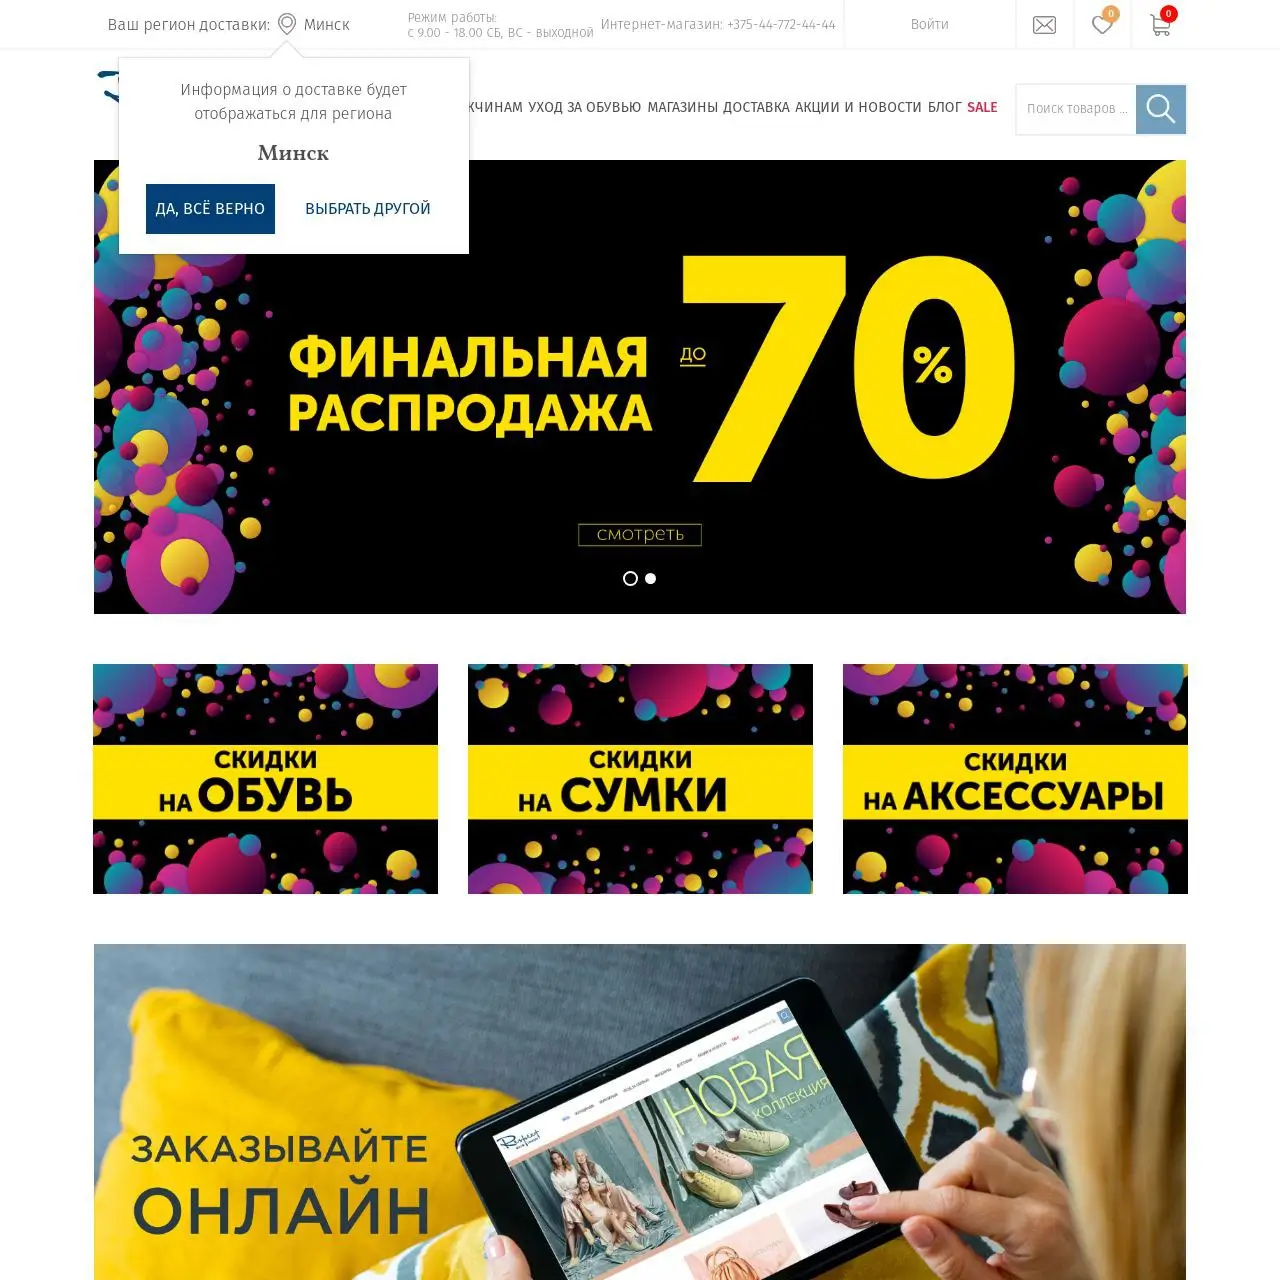 Ваш регион доставки: Минск
Режим работы:
с 9.00 - 18.00 СБ, ВС - выходной
Интернет-магазин: +375-44-772-44-44
Войти
0
0
Информация о доставке будет
отображаться для региона
Минск
ДА, ВСЁ ВЕРНО
ВЫБРАТЬ ДРУГОЙ
УХОД ЗА ОБУВЬЮ МАГАЗИНЫ ДОСТАВКА АКЦИИ И НОВОСТИ БЛОГ SALE
Поиск товаров ...
ФИНАЛЬНАЯ
РАСПРОДАЖА
до
70
%
смотреть
СКИДКИ
НА ОБУВЬ
СКИДКИ
НА СУМКИ
СКИДКИ
НА АКСЕССУАРЫ
НОВАЯ
КОЛЛЕКЦИЯ
Respect
ЗАКАЗЫВАЙТЕ
ОНЛАЙН